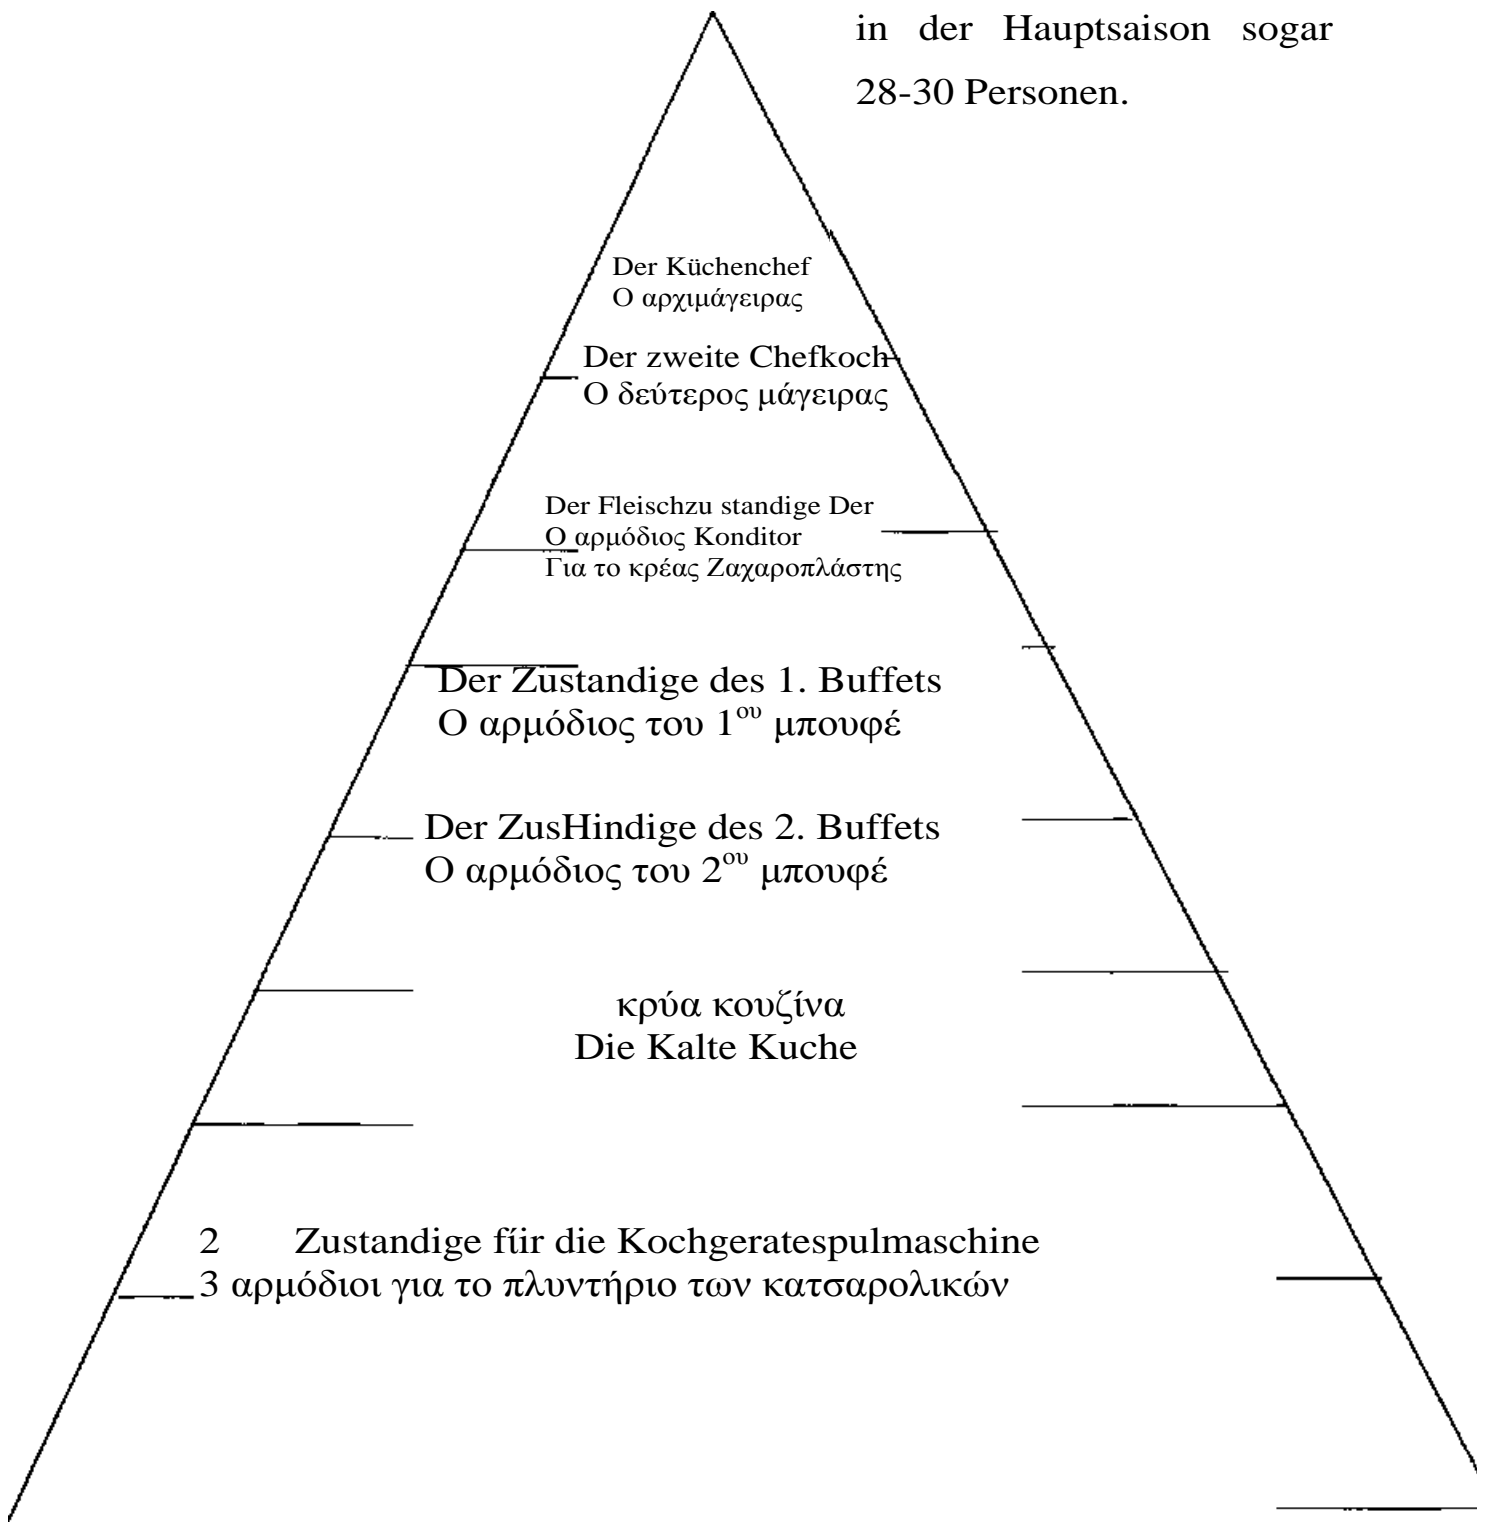 in der Hauptsaison sogar
28-30 Personen.
Der Küchenchef
Ο αρχιμάγειρας
Der zweite Chefkoch
Ο δεύτερος μάγειρας
Der Fleischzu standige Der
Ο αρμόδιος Konditor
Για το κρέας Ζαχαροπλάστης
Der Zustandige des 1. Buffets
Ο αρμόδιος του 1ου μπουφέ
Der ZusHindige des 2. Buffets
Ο αρμόδιος του 2ου μπουφέ
κρύα κουζίνα
Die Kalte Kuche
2 Zustandige fίir die Kochgeratespulmaschine
3 αρμόδιοι για το πλυντήριο των κατσαρολικών